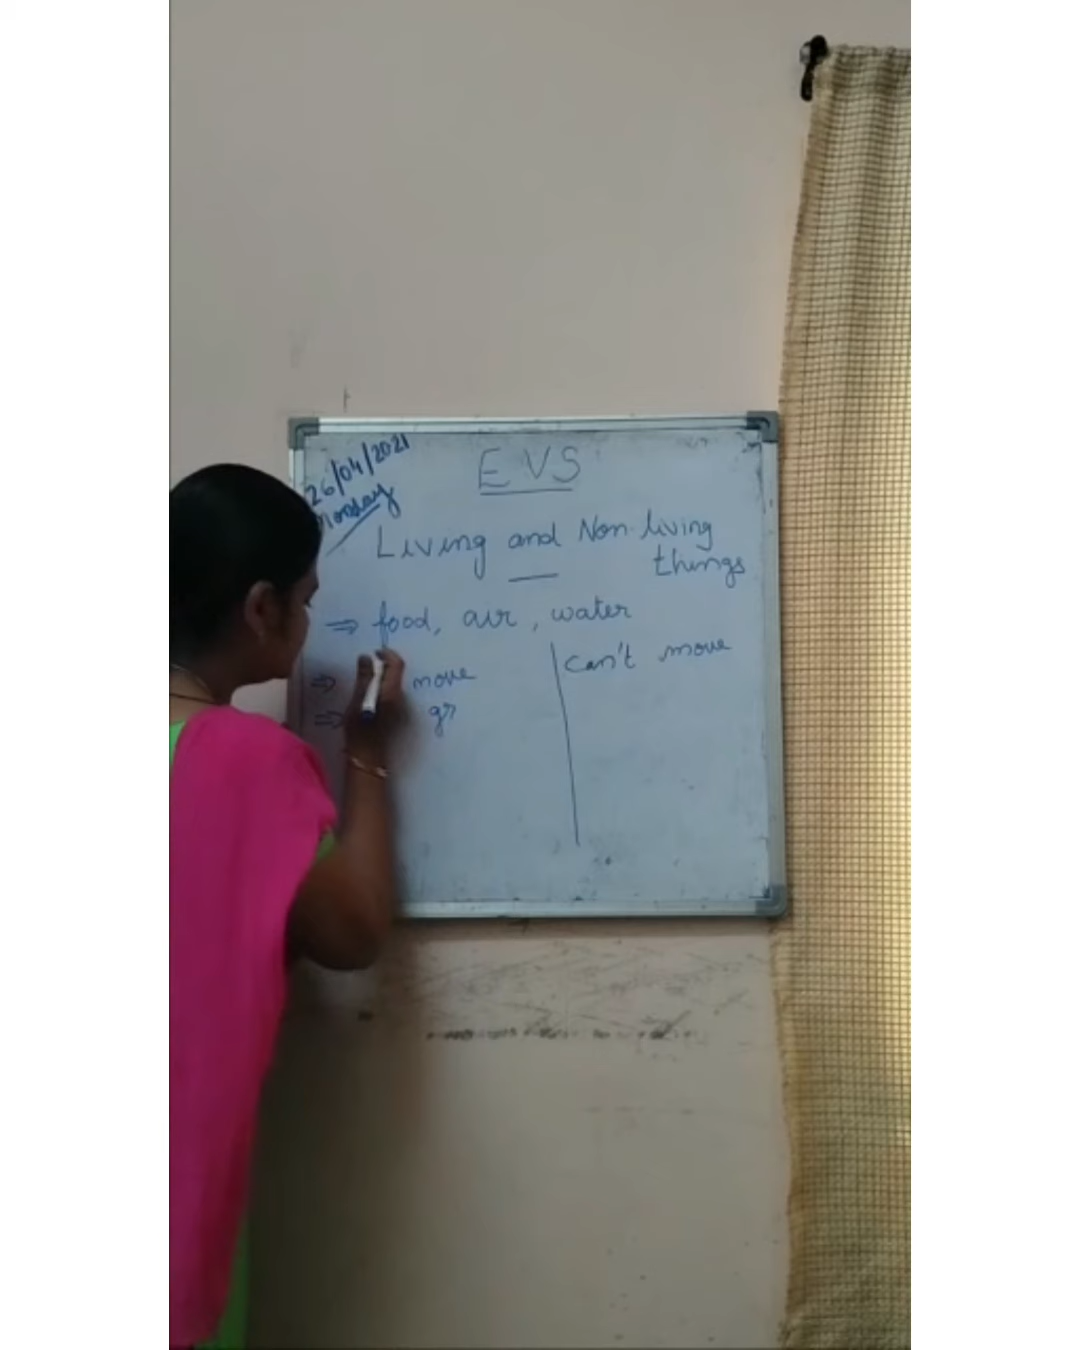 26/04/2021
Monday
EVS
Living and Non-living
things
⇒ food, air, water
⇒ move | can't move
⇒ gr